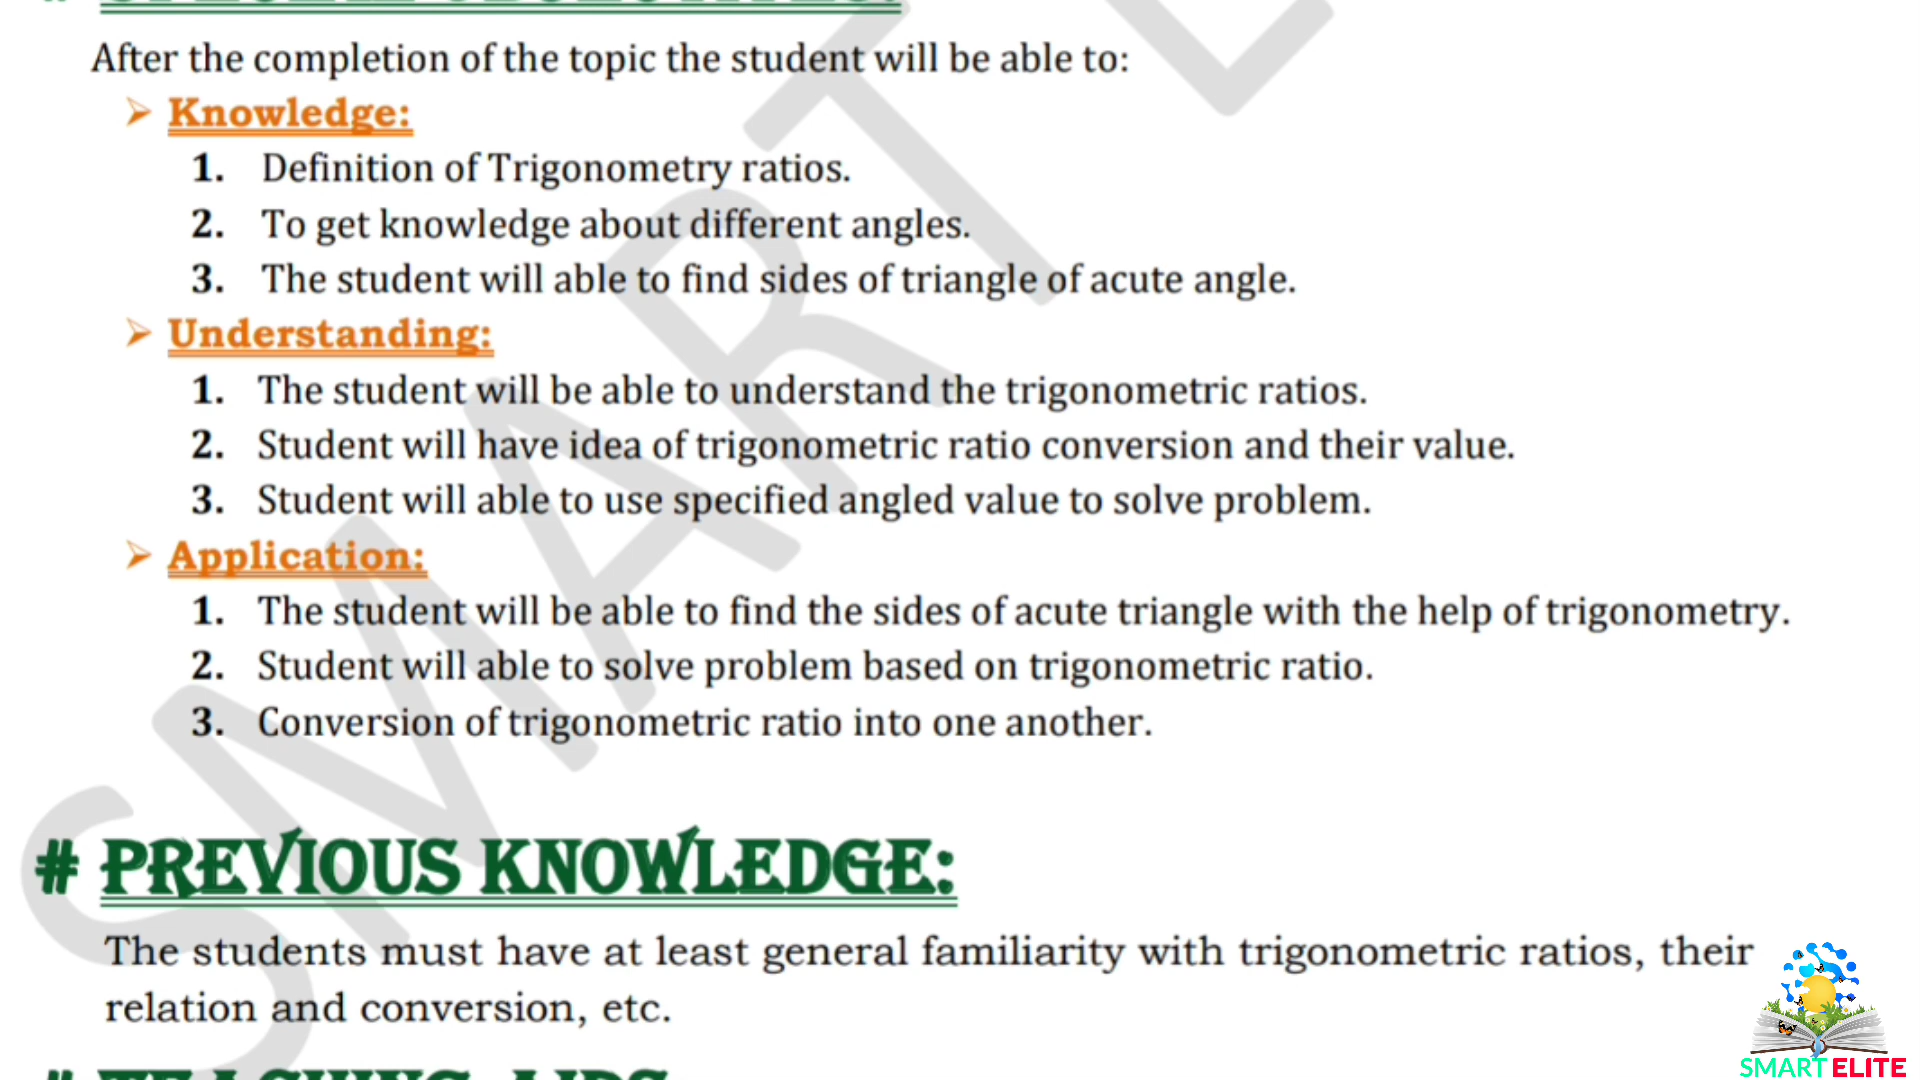 After the completion of the topic the student will be able to:
➢ Knowledge:
1. Definition of Trigonometry ratios.
2. To get knowledge about different angles.
3. The student will able to find sides of triangle of acute angle.
➢ Understanding:
1. The student will be able to understand the trigonometric ratios.
2. Student will have idea of trigonometric ratio conversion and their value.
3. Student will able to use specified angled value to solve problem.
➢ Application:
1. The student will be able to find the sides of acute triangle with the help of trigonometry.
2. Student will able to solve problem based on trigonometric ratio.
3. Conversion of trigonometric ratio into one another.
# PREVIOUS KNOWLEDGE:
The students must have at least general familiarity with trigonometric ratios, their
relation and conversion, etc.
SMART ELITE
SMART